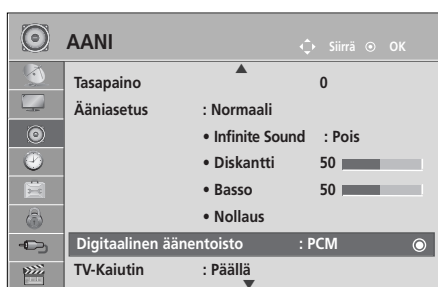 AANI Siirrä OK
Tasapaino 0
Ääniasetus : Normaali
• Infinite Sound : Pois
• Diskantti 50
• Basso 50
• Nollaus
Digitaalinen äänentoisto : PCM
TV-Kaiutin : Päällä